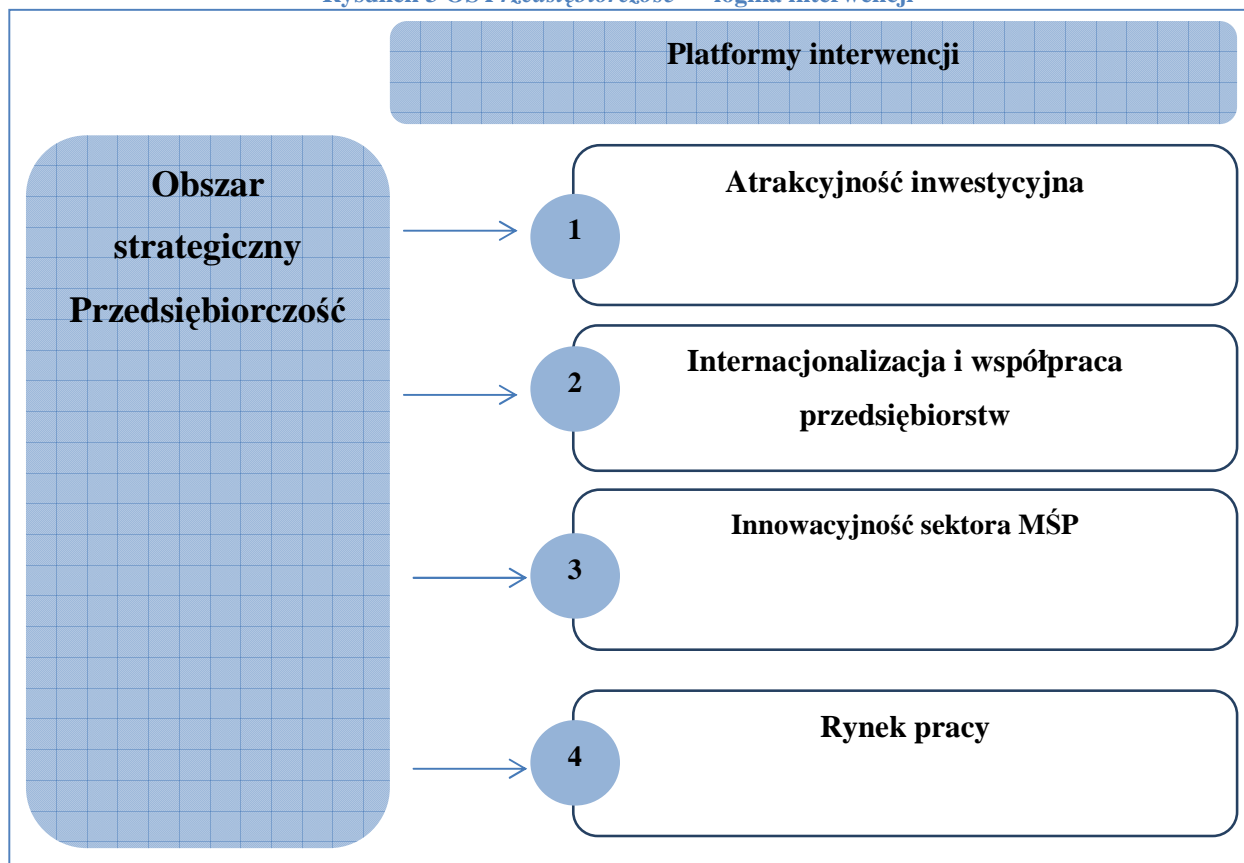 Platformy interwencji
Obszar
strategiczny
Przedsiębiorczość
1
Atrakcyjność inwestycyjna
2
Internacjonalizacja i współpraca
przedsiębiorstw
3
Innowacyjność sektora MŚP
4
Rynek pracy